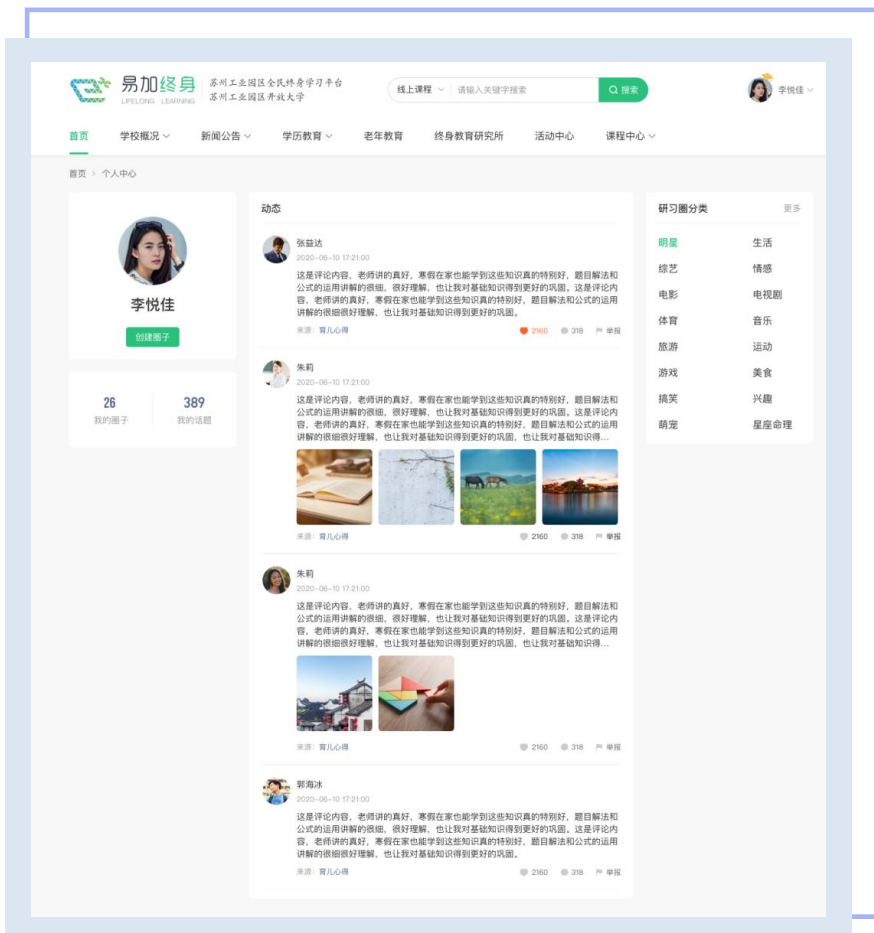 易加终身
LIFELONG LEARNING
苏州工业园区全民终身学习平台
苏州工业园区开放大学
线上课程
请输入关键字搜索
搜索
李悦佳
首页 学校概况 新闻公告 学历教育 老年教育 终身教育研究所 活动中心 课程中心
首页 > 个人中心
李悦佳
创建圈子
26 389
我的圈子 我的话题
动态
张益达
2020-06-10 17:21:00
这是评论内容，老师讲的真好，寒假在家也能学到这些知识真的特别好，题目解法和
公式的运用讲解的很细，很好理解，也让我对基础知识得到更好的巩固。这是评论内
容，老师讲的真好，寒假在家也能学到这些知识真的特别好，题目解法和公式的运用
讲解的很细很好理解，也让我对基础知识得到更好的巩固。
来源：育儿心得 2160 318 举报
朱莉
2020-06-10 17:21:00
这是评论内容，老师讲的真好，寒假在家也能学到这些知识真的特别好，题目解法和
公式的运用讲解的很细，很好理解，也让我对基础知识得到更好的巩固。这是评论内
容，老师讲的真好，寒假在家也能学到这些知识真的特别好，题目解法和公式的运用
讲解的很细很好理解，也让我对基础知识得到更好的巩固，也让我对基础知识得...
来源：育儿心得 2160 318 举报
朱莉
2020-06-10 17:21:00
这是评论内容，老师讲的真好，寒假在家也能学到这些知识真的特别好，题目解法和
公式的运用讲解的很细，很好理解，也让我对基础知识得到更好的巩固。这是评论内
容，老师讲的真好，寒假在家也能学到这些知识真的特别好，题目解法和公式的运用
讲解的很细很好理解，也让我对基础知识得到更好的巩固，也让我对基础知识得...
来源：育儿心得 2160 318 举报
郭海冰
2020-06-10 17:21:00
这是评论内容，老师讲的真好，寒假在家也能学到这些知识真的特别好，题目解法和
公式的运用讲解的很细，很好理解，也让我对基础知识得到更好的巩固。这是评论内
容，老师讲的真好，寒假在家也能学到这些知识真的特别好，题目解法和公式的运用
讲解的很细很好理解，也让我对基础知识得到更好的巩固。
来源：育儿心得 2160 318 举报
研习圈分类 更多
明星 生活
综艺 情感
电影 电视剧
体育 音乐
旅游 运动
游戏 美食
搞笑 兴趣
萌宠 星座命理